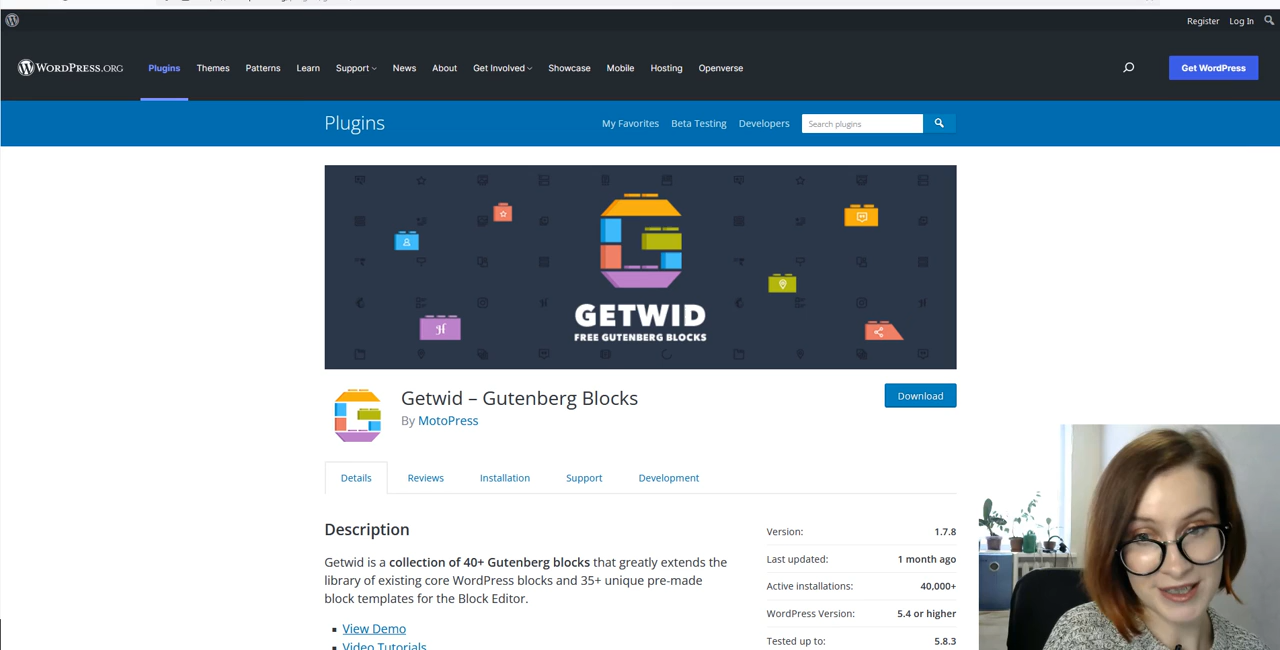 Register Log In
WORDPRESS.ORG Plugins Themes Patterns Learn Support News About Get Involved Showcase Mobile Hosting Openverse Get WordPress
Plugins My Favorites Beta Testing Developers Search plugins
GETWID
FREE GUTENBERG BLOCKS
Getwid – Gutenberg Blocks
By MotoPress
Download
Details Reviews Installation Support Development
Description
Getwid is a collection of 40+ Gutenberg blocks that greatly extends the
library of existing core WordPress blocks and 35+ unique pre-made
block templates for the Block Editor.
View Demo
Video Tutorials
Version: 1.7.8
Last updated: 1 month ago
Active installations: 40,000+
WordPress Version: 5.4 or higher
Tested up to: 5.8.3